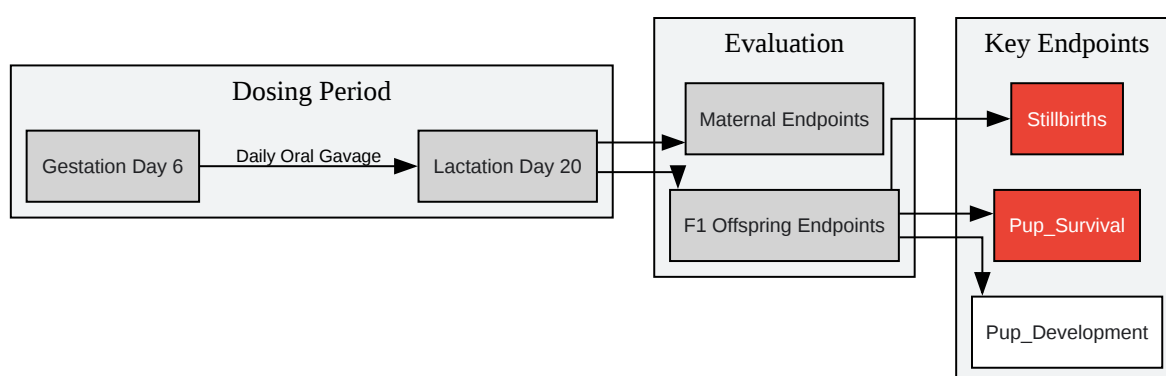 Dosing Period
Gestation Day 6
Daily Oral Gavage
Lactation Day 20
Evaluation
Maternal Endpoints
F1 Offspring Endpoints
Key Endpoints
Stillbirths
Pup_Survival
Pup_Development